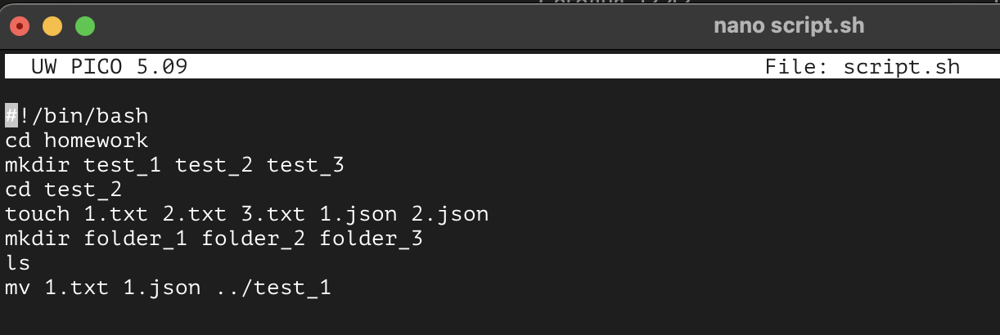 nano script.sh
UW PICO 5.09 File: script.sh
#!/bin/bash
cd homework
mkdir test_1 test_2 test_3
cd test_2
touch 1.txt 2.txt 3.txt 1.json 2.json
mkdir folder_1 folder_2 folder_3
ls
mv 1.txt 1.json ../test_1